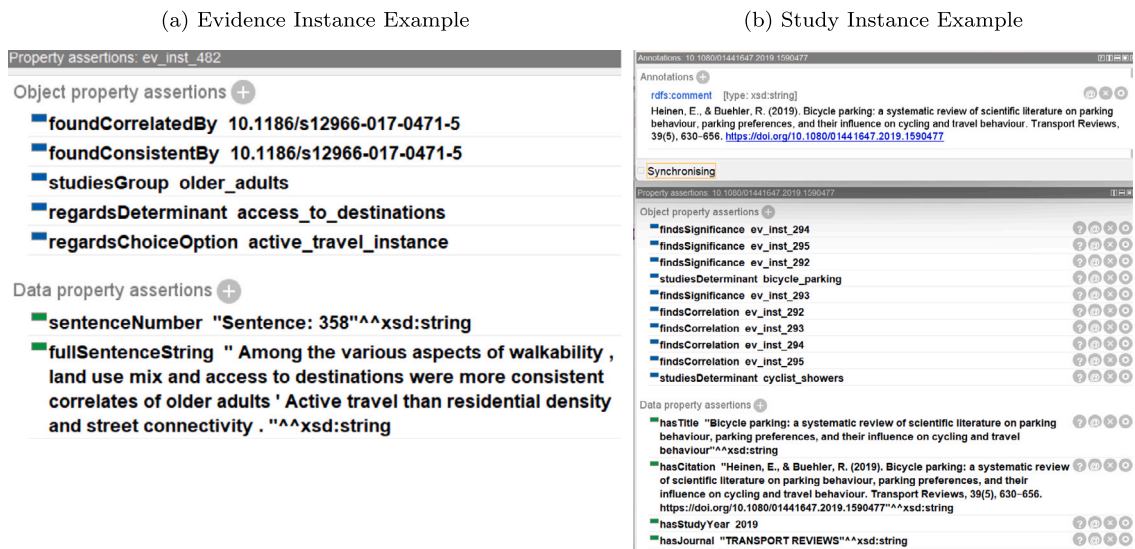 (a) Evidence Instance Example
Property assertions: ev_inst_482
Object property assertions
foundCorrelatedBy 10.1186/s12966-017-0471-5
foundConsistentBy 10.1186/s12966-017-0471-5
studiesGroup older_adults
regardsDeterminant access_to_destinations
regardsChoiceOption active_travel_instance
Data property assertions
sentenceNumber "Sentence: 358"^^xsd:string
fullSentenceString " Among the various aspects of walkability ,
land use mix and access to destinations were more consistent
correlates of older adults ' Active travel than residential density
and street connectivity . "^^xsd:string
(b) Study Instance Example
Annotations: 10.1080/01441647.2019.1590477
Annotations
rdfs:comment [type: xsd:string]
Heinen, E., & Buehler, R. (2019). Bicycle parking: a systematic review of scientific literature on parking
behaviour, parking preferences, and their influence on cycling and travel behaviour. Transport Reviews,
39(5), 630–656. https://doi.org/10.1080/01441647.2019.1590477
Synchronising
Property assertions: 10.1080/01441647.2019.1590477
Object property assertions
findsSignificance ev_inst_294
findsSignificance ev_inst_295
findsSignificance ev_inst_292
studiesDeterminant bicycle_parking
findsSignificance ev_inst_293
findsCorrelation ev_inst_292
findsCorrelation ev_inst_293
findsCorrelation ev_inst_294
findsCorrelation ev_inst_295
studiesDeterminant cyclist_showers
Data property assertions
hasTitle "Bicycle parking: a systematic review of scientific literature on parking
behaviour, parking preferences, and their influence on cycling and travel
behaviour"^^xsd:string
hasCitation "Heinen, E., & Buehler, R. (2019). Bicycle parking: a systematic review
of scientific literature on parking behaviour, parking preferences, and their
influence on cycling and travel behaviour. Transport Reviews, 39(5), 630–656.
https://doi.org/10.1080/01441647.2019.1590477"^^xsd:string
hasStudyYear 2019
hasJournal "TRANSPORT REVIEWS"^^xsd:string